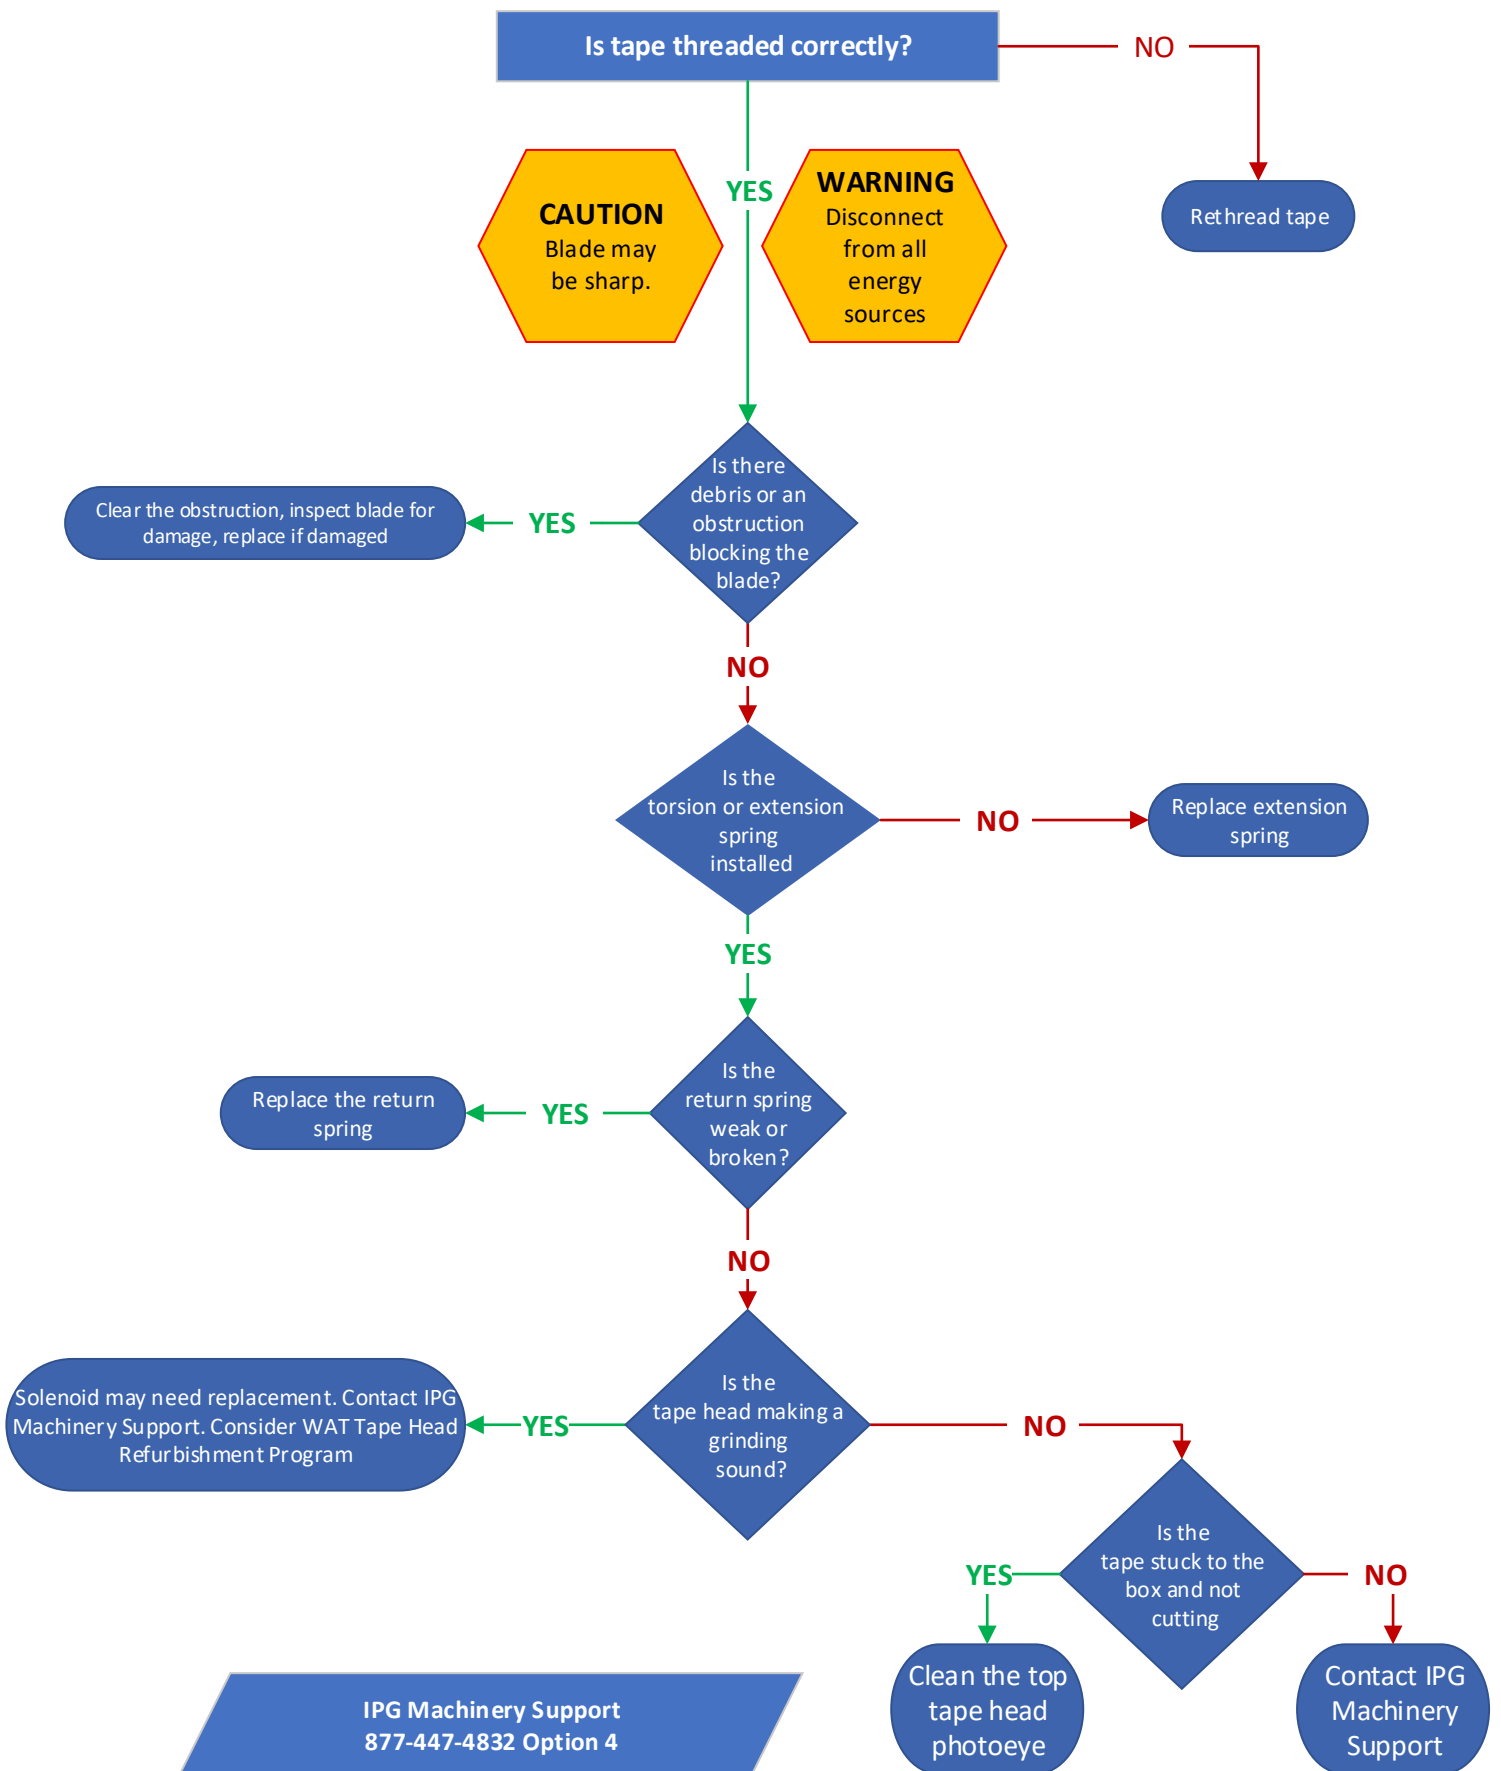 Is tape threaded correctly?
NO
YES
CAUTION
Blade may
be sharp.
WARNING
Disconnect
from all
energy
sources
Rethread tape
Is there
debris or an
obstruction
blocking the
blade?
YES
Clear the obstruction, inspect blade for
damage, replace if damaged
NO
Is the
torsion or extension
spring
installed
NO
Replace extension
spring
YES
Is the
return spring
weak or
broken?
YES
Replace the return
spring
NO
Is the
tape head making a
grinding
sound?
YES
Solenoid may need replacement. Contact IPG
Machinery Support. Consider WAT Tape Head
Refurbishment Program
NO
Is the
tape stuck to the
box and not
cutting
YES
Clean the top
tape head
photoeye
NO
Contact IPG
Machinery
Support
IPG Machinery Support
877-447-4832 Option 4